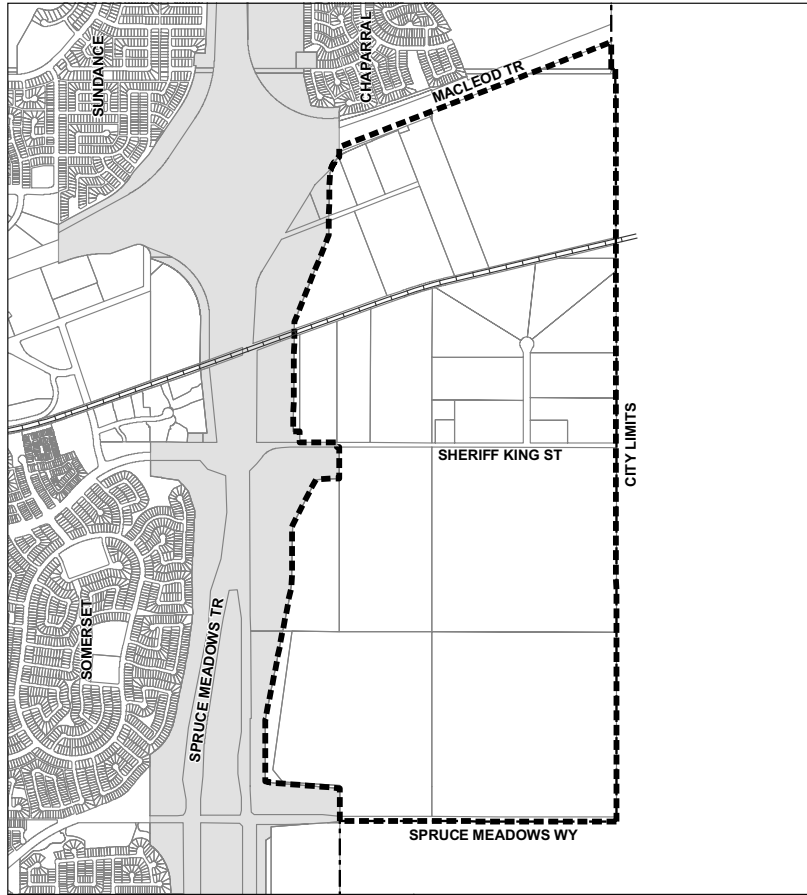 SUNDANCE
CHAPARRAL
MACLEOD TR
SHERIFF KING ST
CITY LIMITS
SOMERSET
SPRUCE MEADOWS TR
SPRUCE MEADOWS WY